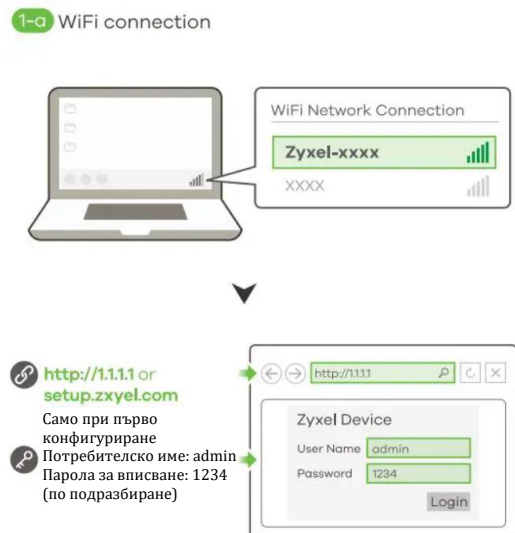 1-a WiFi connection
WiFi Network Connection
Zyxel-xxxx
XXXX
http://1.1.1.1 or
setup.zxyel.com
Само при първо
конфигуриране
Потребителско име: admin
Парола за вписване: 1234
(по подразбиране)
http://1.1.1.1
Zyxel Device
User Name admin
Password 1234
Login